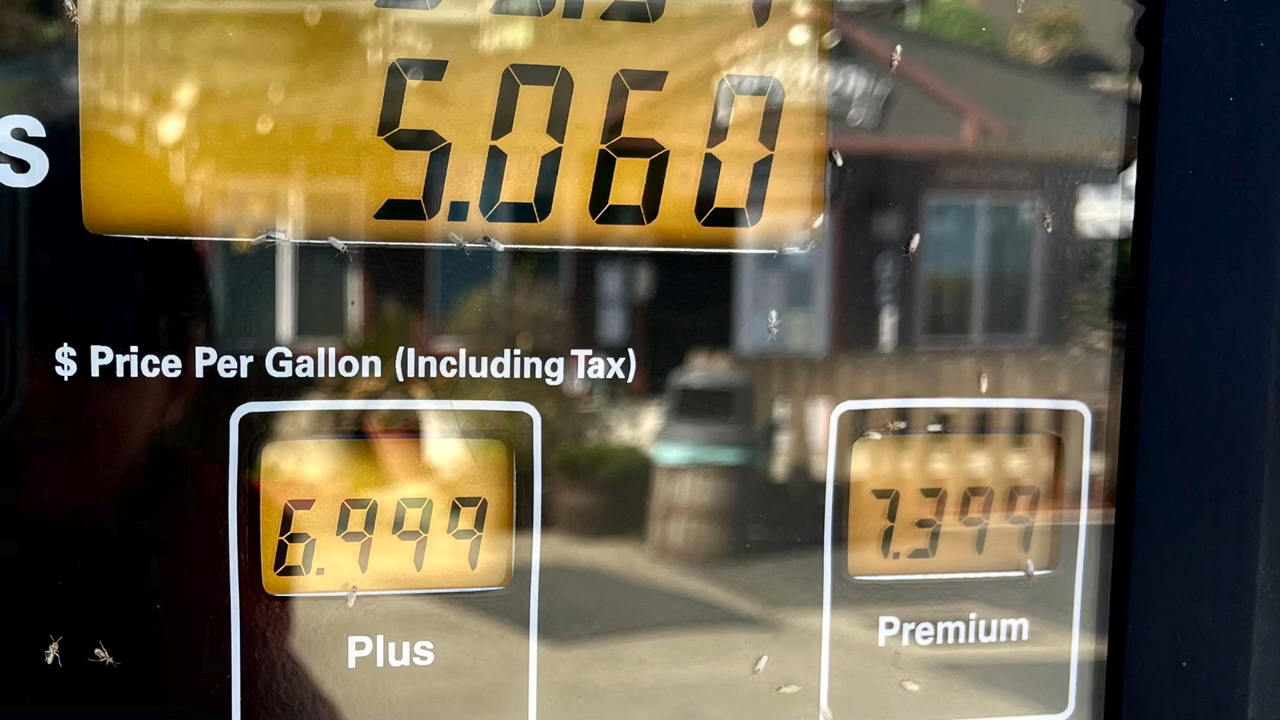 S
5.060
$ Price Per Gallon (Including Tax)
6.999
7.399
Plus
Premium